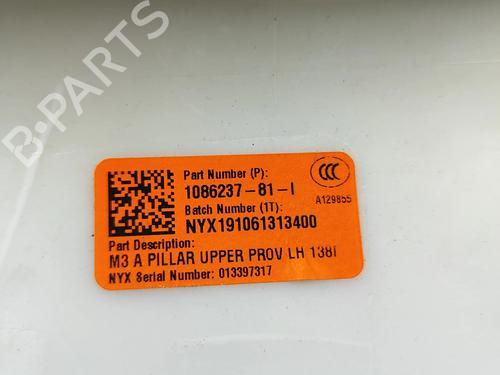 B-PARTS
Part Number (P):
1086237-81-I
A129855
Batch Number (1T):
NYX191061313400
Part Description:
M3 A PILLAR UPPER PROV LH 138I
NYX Serial Number: 013397317